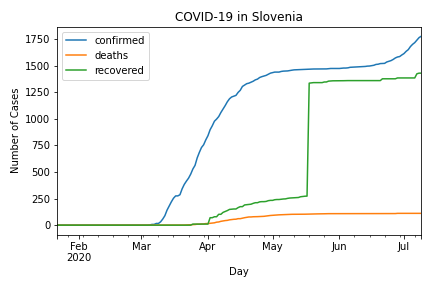 COVID-19 in Slovenia
confirmed
deaths
recovered
Number of Cases
1750
1500
1250
1000
750
500
250
0
Feb
2020
Mar
Apr
May
Jun
Jul
Day